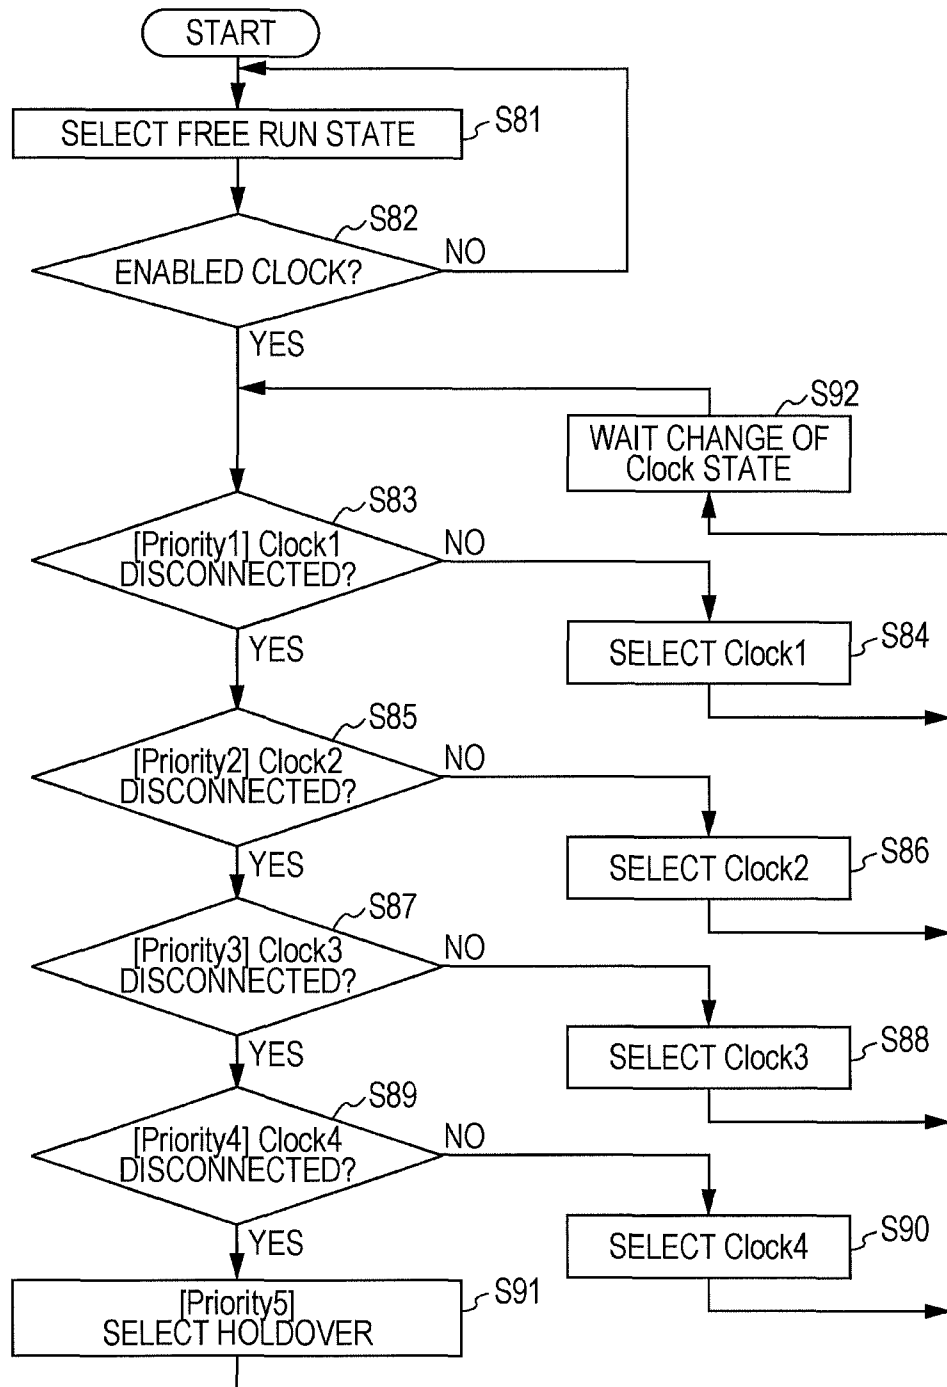 START
SELECT FREE RUN STATE
S81
S82
ENABLED CLOCK?
NO
YES
S92
WAIT CHANGE OF
Clock STATE
S83
[Priority1] Clock1
DISCONNECTED?
NO
YES
S84
SELECT Clock1
S85
[Priority2] Clock2
DISCONNECTED?
NO
YES
S86
SELECT Clock2
S87
[Priority3] Clock3
DISCONNECTED?
NO
YES
S88
SELECT Clock3
S89
[Priority4] Clock4
DISCONNECTED?
NO
YES
S90
SELECT Clock4
S91
[Priority5]
SELECT HOLDOVER